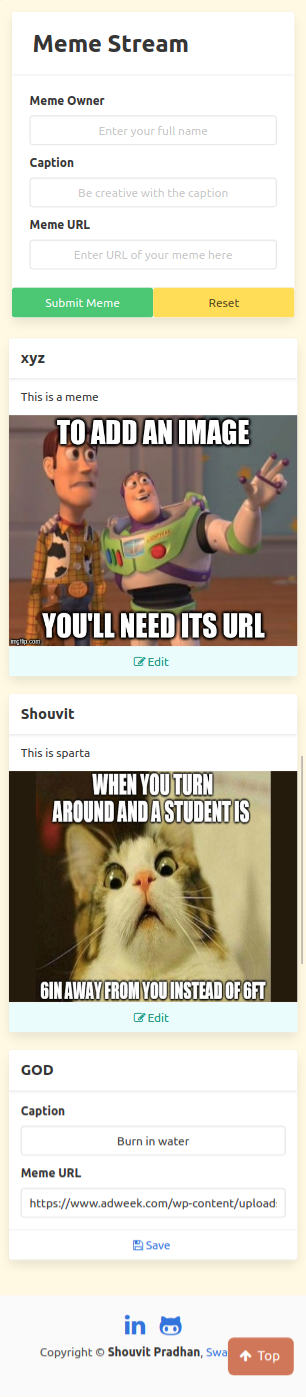 Meme Stream
Meme Owner
Enter your full name
Caption
Be creative with the caption
Meme URL
Enter URL of your meme here
Submit Meme
Reset
xyz
This is a meme
TO ADD AN IMAGE
YOU'LL NEED ITS URL
imgflip.com
Edit
Shouvit
This is sparta
WHEN YOU TURN
AROUND AND A STUDENT IS
6IN AWAY FROM YOU INSTEAD OF 6FT
Edit
GOD
Caption
Burn in water
Meme URL
https://www.adweek.com/wp-content/upload
Save
Copyright © Shouvit Pradhan, Swa
Top